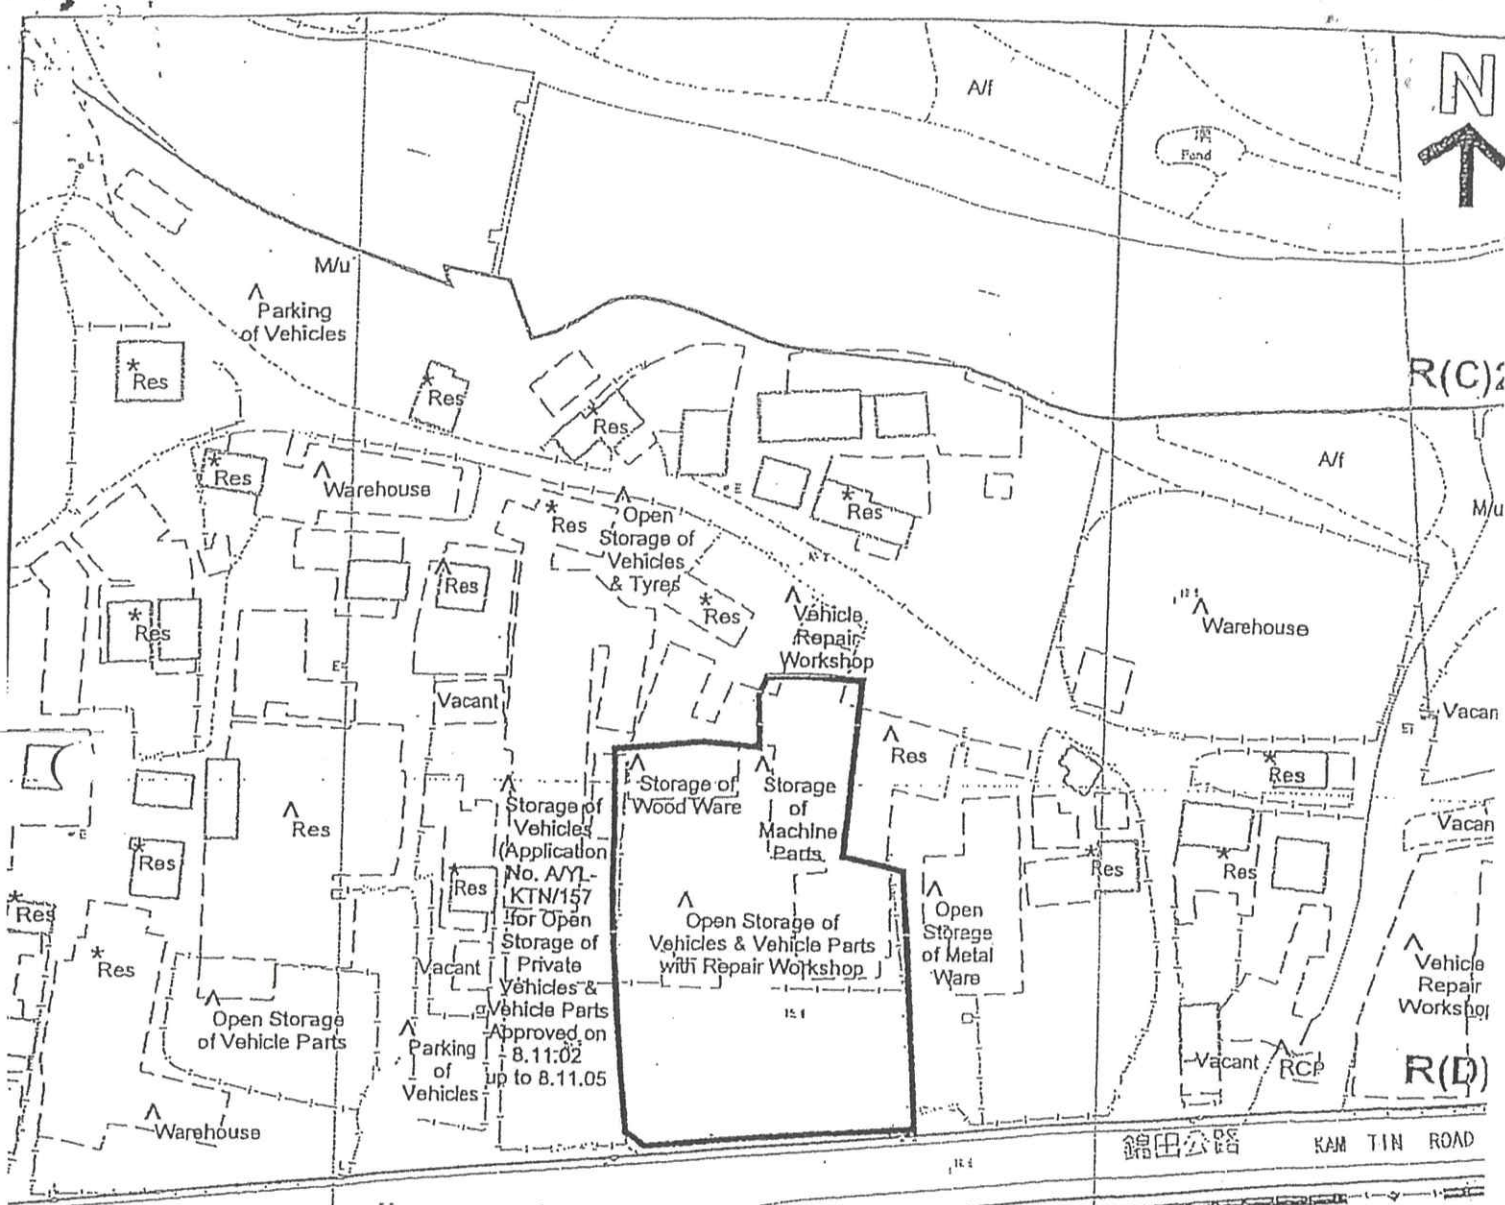 N
A/f
Pond
M/u
^
Parking
of Vehicles
R(C)2
*
Res
*
Res
*
Res
A/f
*
Res
^
Warehouse
*
Res
^
Open
Storage of
Vehicles
& Tyres
*
Res
M/u
^
Res
*
Res
^
Vehicle
Repair
Workshop
^
Warehouse
*
Res
Vacant
Vacan
^
Res
*
Res
^
Storage of
Wood Ware
^
Storage
of
Machine
Parts
^
Storage of
Vehicles
(Application
No. A/YL-
KTN/157
for Open
Storage of
Private
Vehicles &
Vehicle Parts
Approved on
8.11.02
up to 8.11.05
^
Res
Vacan
*
Res
*
Res
*
Res
*
Res
*
Res
*
Res
^
Open Storage of
Vehicles & Vehicle Parts
with Repair Workshop
^
Open
Storage
of Metal
Ware
^
Vehicle
Repair
Workshop
Vacant
^
Open Storage
of Vehicle Parts
^
Parking
of
Vehicles
Vacant
^
RCP
R(D)
^
Warehouse
錦田公路 KAM TIN ROAD